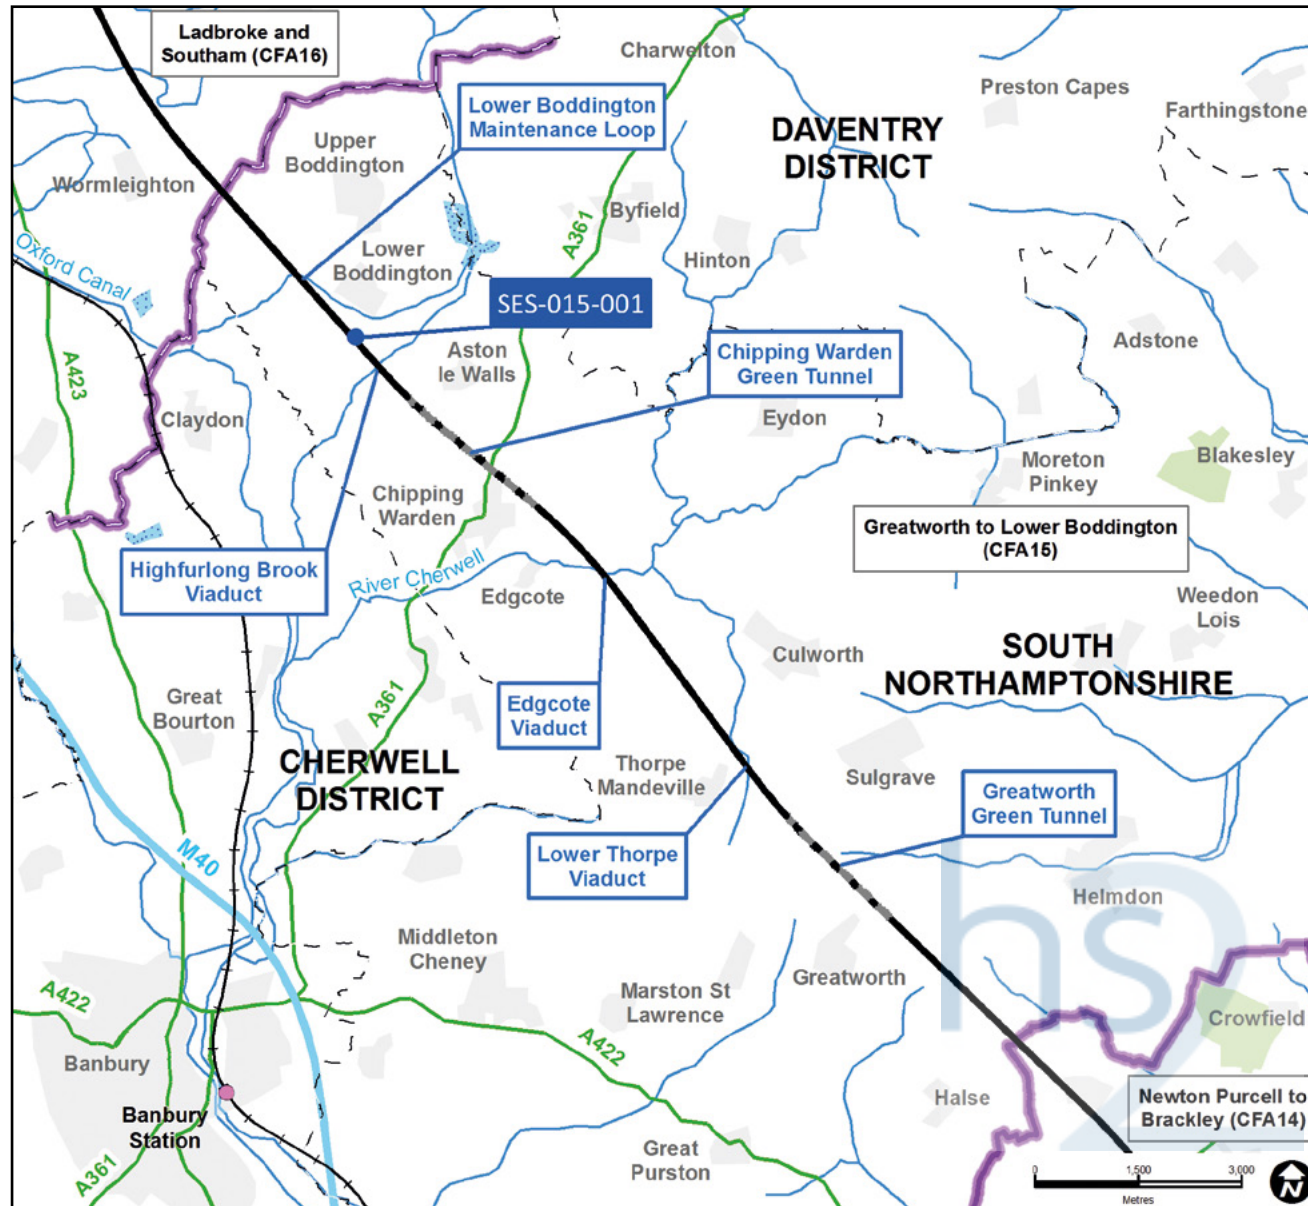 Ladbroke and
Southam (CFA16)
Charwelton
Preston Capes
Farthingstone
Lower Boddington
Maintenance Loop
DAVENTRY
DISTRICT
Upper
Boddington
Wormleighton
Byfield
A361
Lower
Boddington
Hinton
Oxford Canal
SES-015-001
Adstone
Aston
le Walls
Chipping Warden
Green Tunnel
A423
Claydon
Eydon
Blakesley
Moreton
Pinkey
Chipping
Warden
Greatworth to Lower Boddington
(CFA15)
Highfurlong Brook
Viaduct
River Cherwell
Edgcote
Weedon
Lois
SOUTH
NORTHAMPTONSHIRE
Culworth
Great
Bourton
A361
Edgcote
Viaduct
CHERWELL
DISTRICT
Thorpe
Mandeville
Sulgrave
Greatworth
Green Tunnel
M40
Lower Thorpe
Viaduct
Helmdon
hs2
Middleton
Cheney
Greatworth
Marston St
Lawrence
A422
Crowfield
A422
Banbury
Halse
Newton Purcell to
Brackley (CFA14)
Banbury
Station
Great
Purston
A361
0 1,500 3,000
Metres
N